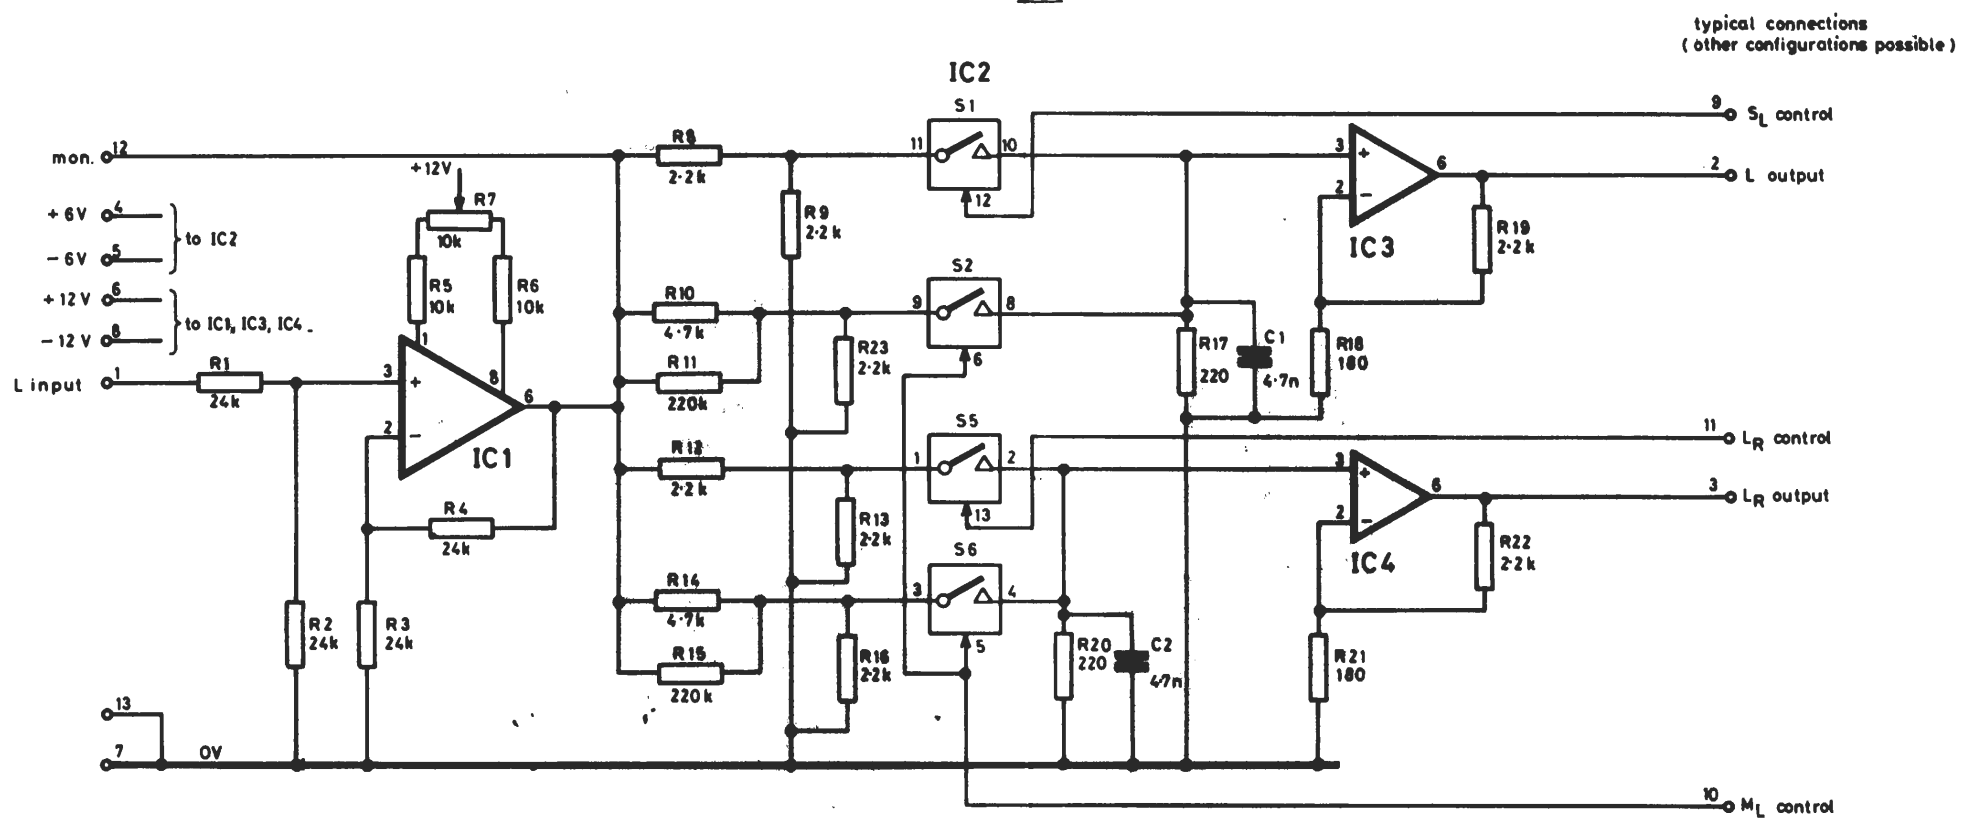 typical connections
( other configurations possible )
IC2
S1
9
SL control
mon.
12
R8
2·2k
11
10
12
3
+
2
−
6
IC3
2
L output
+12V
R7
10k
+6V
4
−6V
5
to IC2
R9
2·2k
R19
2·2k
+12V
6
−12V
8
to IC1, IC3, IC4
R5
10k
R6
10k
R10
4·7k
S2
9
8
6
R23
2·2k
R11
220k
R17
220
C1
4·7n
R18
180
L input
1
R1
24k
3
+
2
−
1
8
6
IC1
R4
24k
R12
2·2k
S5
1
2
13
11
LR control
3
+
2
−
6
IC4
3
LR output
R13
2·2k
R22
2·2k
S6
3
4
5
R14
4·7k
R2
24k
R3
24k
R15
220k
R16
2·2k
R20
220
C2
4·7n
R21
180
13
7
0V
10
ML control